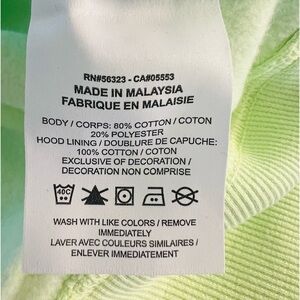 RN#56323 - CA#05553
MADE IN MALAYSIA
FABRIQUE EN MALAISIE
BODY / CORPS: 80% COTTON / COTON
20% POLYESTER
HOOD LINING / DOUBLURE DE CAPUCHE:
100% COTTON / COTON
EXCLUSIVE OF DECORATION /
DECORATION NON COMPRISE
40C
WASH WITH LIKE COLORS / REMOVE
IMMEDIATELY
LAVER AVEC COULEURS SIMILAIRES /
ENLEVER IMMEDIATEMENT